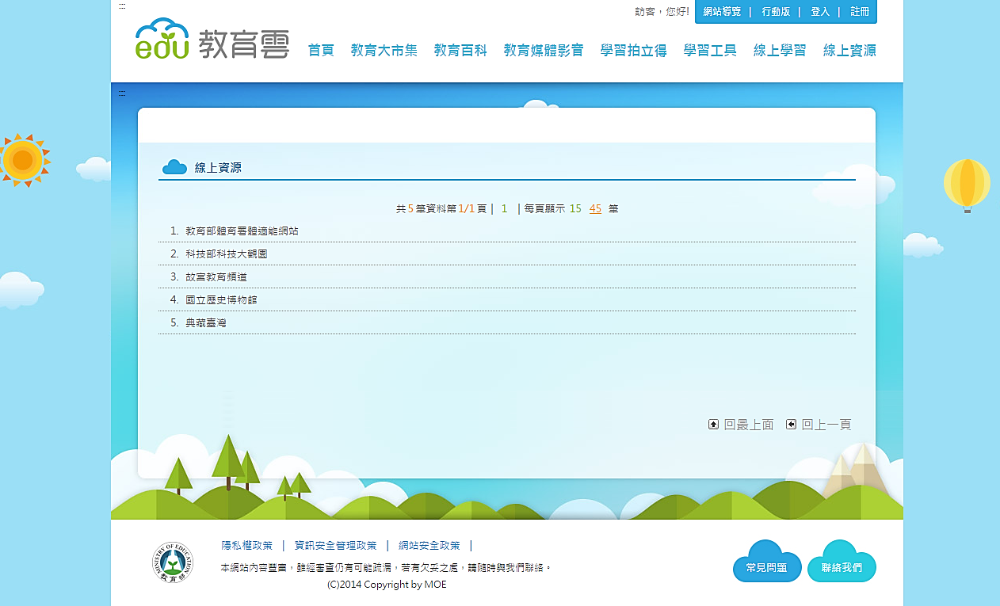 :::
訪客，您好! 網站導覽 | 行動版 | 登入 | 註冊
edu 教育雲
首頁 教育大市集 教育百科 教育媒體影音 學習拍立得 學習工具 線上學習 線上資源
:::
線上資源
共5筆資料第1/1頁 | 1 | 每頁顯示 15 45 筆
1. 教育部體育署體適能網站
2. 科技部科技大觀園
3. 故宮教育頻道
4. 國立歷史博物館
5. 典藏臺灣
回最上面 回上一頁
MINISTRY OF EDUCATION
教育部
隱私權政策 | 資訊安全管理政策 | 網站安全政策 |
本網站內容豐富，雖經審查仍有可能疏漏，若有欠妥之處，請隨時與我們聯絡。
(C)2014 Copyright by MOE
常見問題 聯絡我們